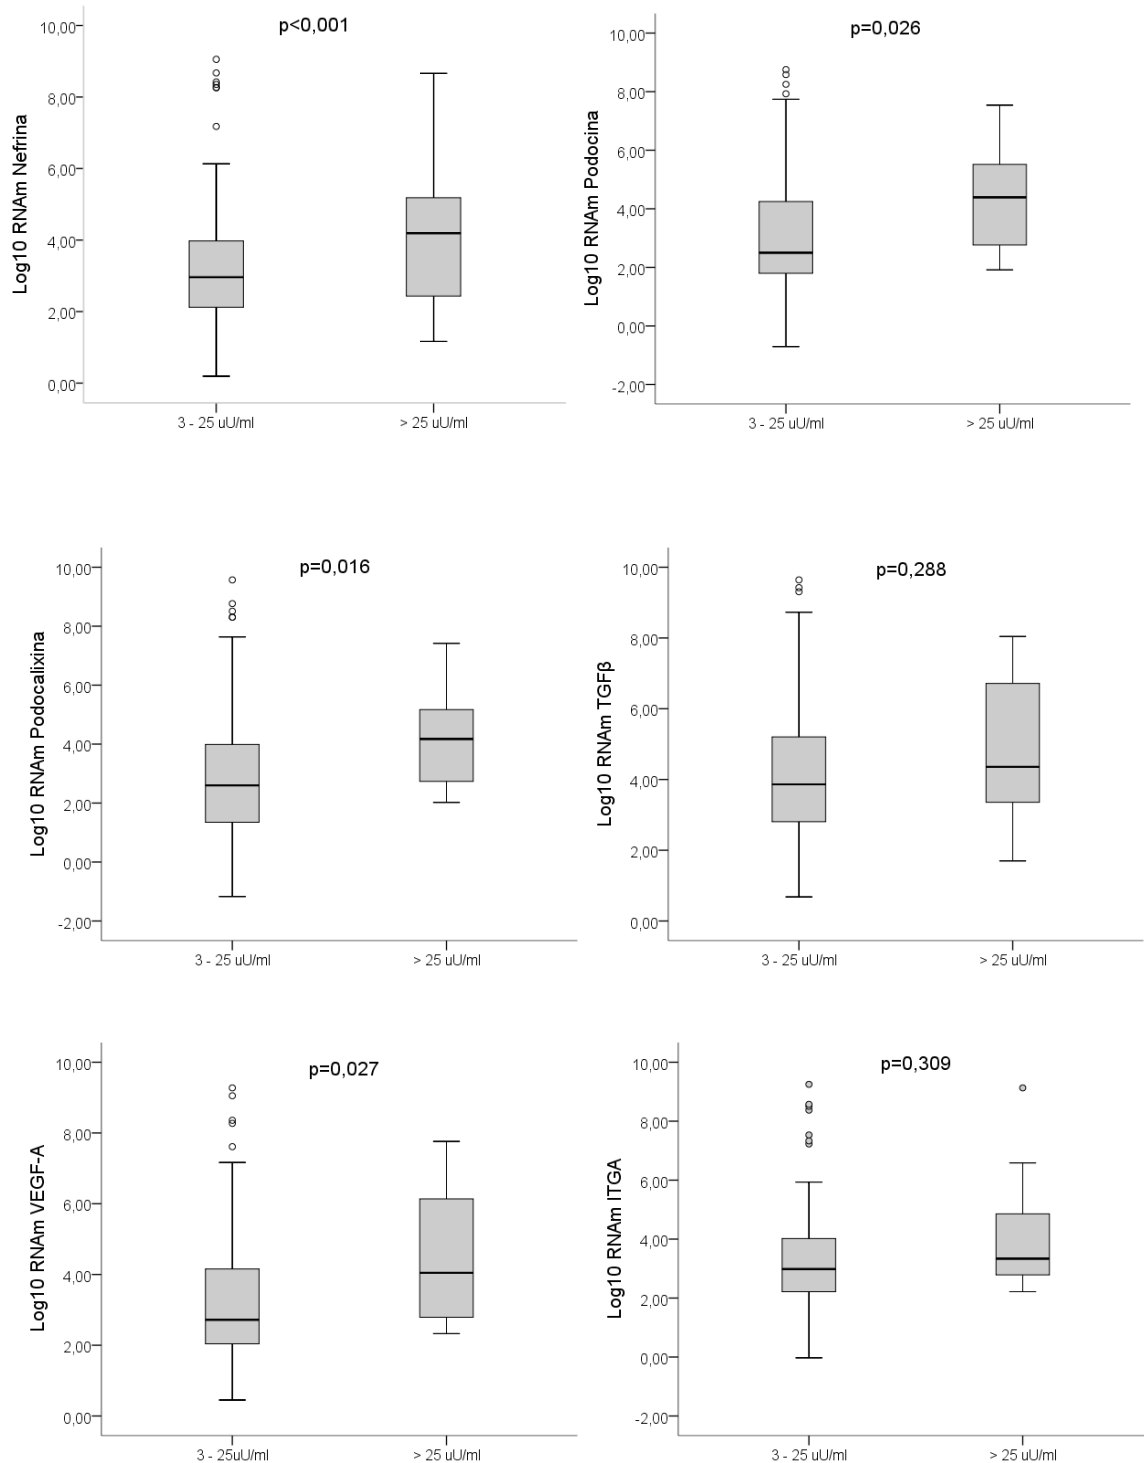 p<0,001
10,00
8,00
6,00
4,00
2,00
0,00
Log10 RNAm Nefrina
3 - 25 uU/ml
> 25 uU/ml
p=0,026
10,00
8,00
6,00
4,00
2,00
0,00
-2,00
Log10 RNAm Podocina
3 - 25 uU/ml
> 25 uU/ml
p=0,016
10,00
8,00
6,00
4,00
2,00
0,00
-2,00
Log10 RNAm Podocalixina
3 - 25 uU/ml
> 25 uU/ml
p=0,288
10,00
8,00
6,00
4,00
2,00
0,00
Log10 RNAm TGFβ
3 - 25 uU/ml
> 25 uU/ml
p=0,027
10,00
8,00
6,00
4,00
2,00
0,00
Log10 RNAm VEGF-A
3 - 25uU/ml
> 25 uU/ml
p=0,309
10,00
8,00
6,00
4,00
2,00
0,00
-2,00
Log10 RNAm ITGA
3 - 25 uU/ml
> 25 uU/ml